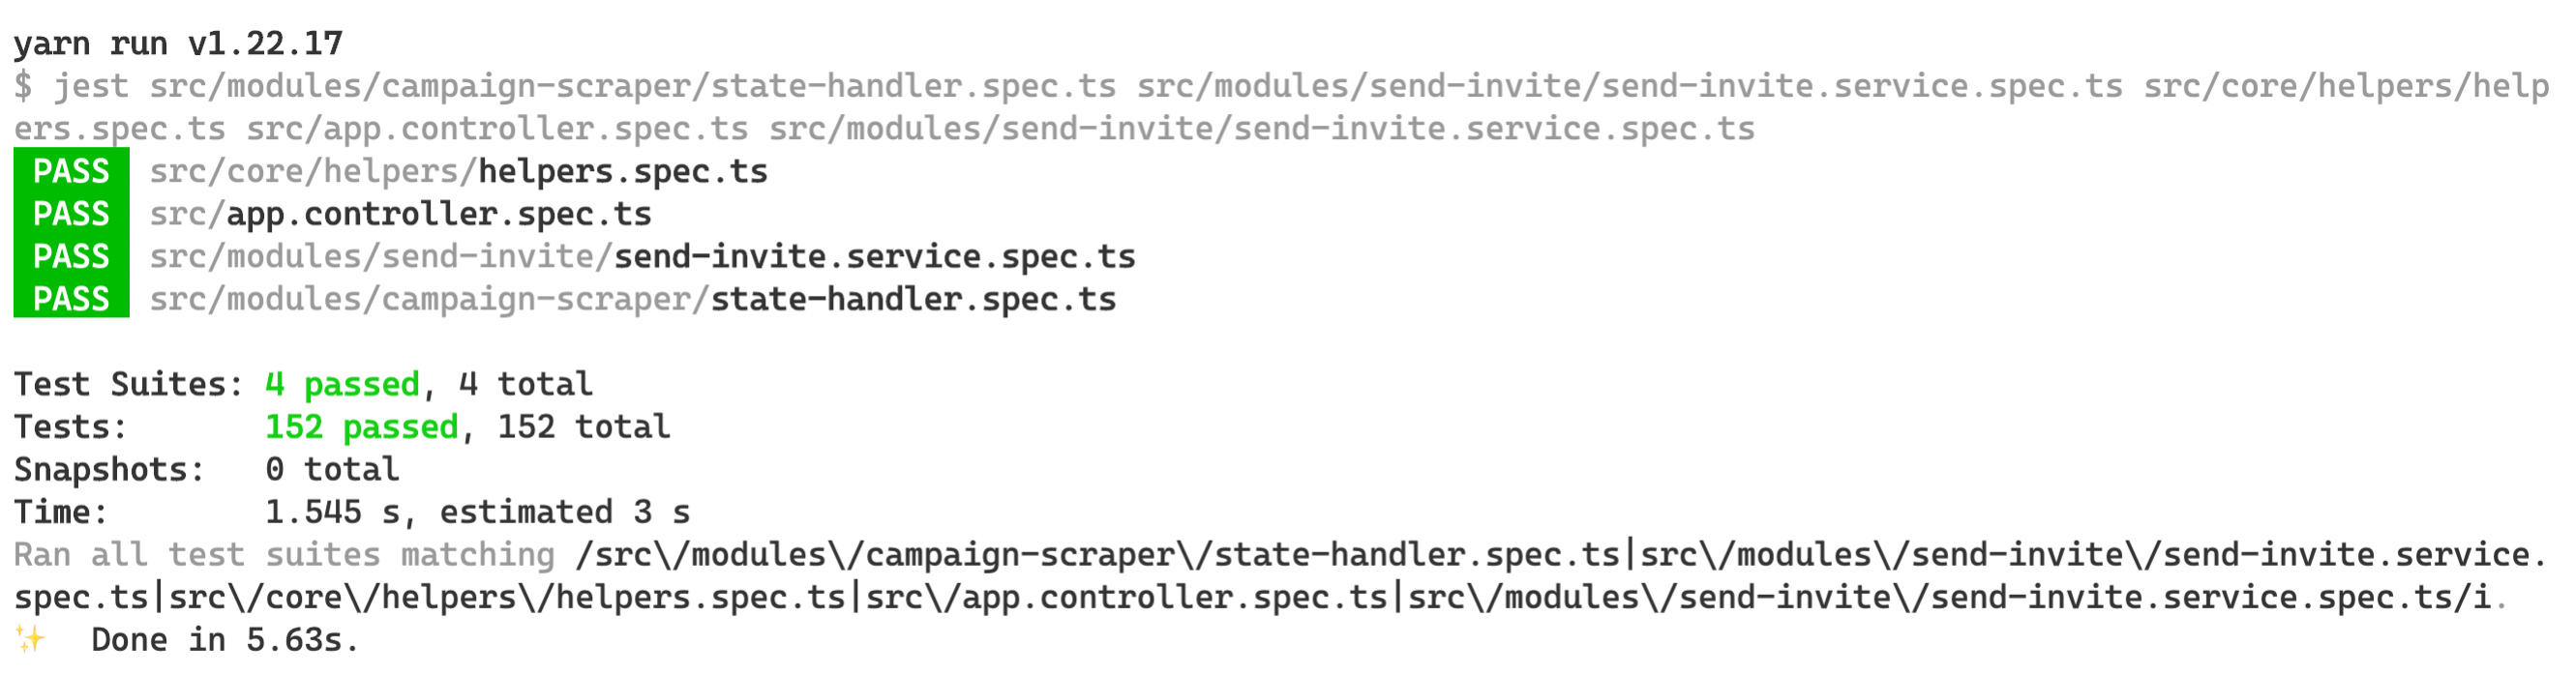 yarn run v1.22.17
$ jest src/modules/campaign-scraper/state-handler.spec.ts src/modules/send-invite/send-invite.service.spec.ts src/core/helpers/help
ers.spec.ts src/app.controller.spec.ts src/modules/send-invite/send-invite.service.spec.ts
PASS src/core/helpers/helpers.spec.ts
PASS src/app.controller.spec.ts
PASS src/modules/send-invite/send-invite.service.spec.ts
PASS src/modules/campaign-scraper/state-handler.spec.ts
Test Suites: 4 passed, 4 total
Tests: 152 passed, 152 total
Snapshots: 0 total
Time: 1.545 s, estimated 3 s
Ran all test suites matching /src\/modules\/campaign-scraper\/state-handler.spec.ts|src\/modules\/send-invite\/send-invite.service.
spec.ts|src\/core\/helpers\/helpers.spec.ts|src\/app.controller.spec.ts|src\/modules\/send-invite\/send-invite.service.spec.ts/i.
✨ Done in 5.63s.